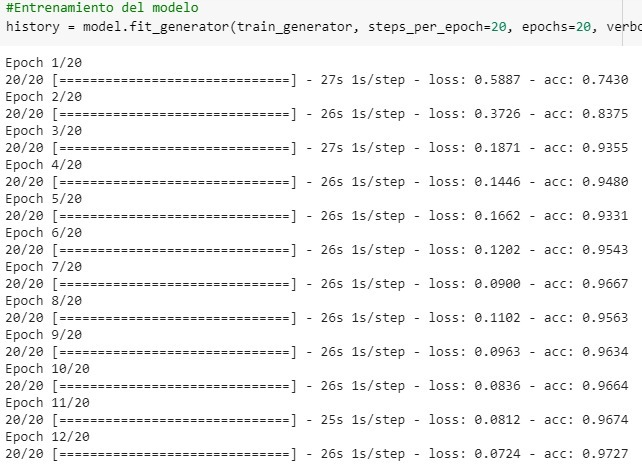 #Entrenamiento del modelo
history = model.fit_generator(train_generator, steps_per_epoch=20, epochs=20, verbo
Epoch 1/20
20/20 [==============================] - 27s 1s/step - loss: 0.5887 - acc: 0.7430
Epoch 2/20
20/20 [==============================] - 26s 1s/step - loss: 0.3726 - acc: 0.8375
Epoch 3/20
20/20 [==============================] - 27s 1s/step - loss: 0.1871 - acc: 0.9355
Epoch 4/20
20/20 [==============================] - 26s 1s/step - loss: 0.1446 - acc: 0.9480
Epoch 5/20
20/20 [==============================] - 26s 1s/step - loss: 0.1662 - acc: 0.9331
Epoch 6/20
20/20 [==============================] - 26s 1s/step - loss: 0.1202 - acc: 0.9543
Epoch 7/20
20/20 [==============================] - 26s 1s/step - loss: 0.0900 - acc: 0.9667
Epoch 8/20
20/20 [==============================] - 26s 1s/step - loss: 0.1102 - acc: 0.9563
Epoch 9/20
20/20 [==============================] - 26s 1s/step - loss: 0.0963 - acc: 0.9634
Epoch 10/20
20/20 [==============================] - 26s 1s/step - loss: 0.0836 - acc: 0.9664
Epoch 11/20
20/20 [==============================] - 25s 1s/step - loss: 0.0812 - acc: 0.9674
Epoch 12/20
20/20 [==============================] - 26s 1s/step - loss: 0.0724 - acc: 0.9727